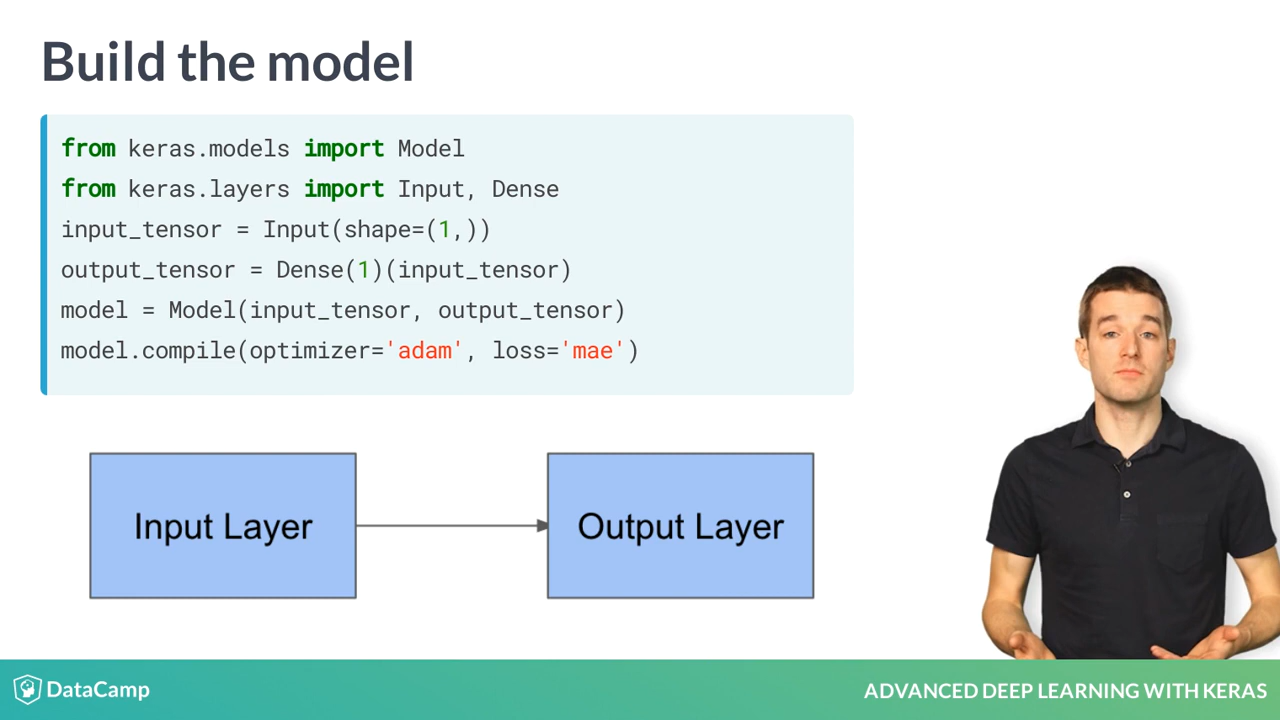 Build the model
from keras.models import Model
from keras.layers import Input, Dense
input_tensor = Input(shape=(1,))
output_tensor = Dense(1)(input_tensor)
model = Model(input_tensor, output_tensor)
model.compile(optimizer='adam', loss='mae')
Input Layer
Output Layer
DataCamp
ADVANCED DEEP LEARNING WITH KERAS